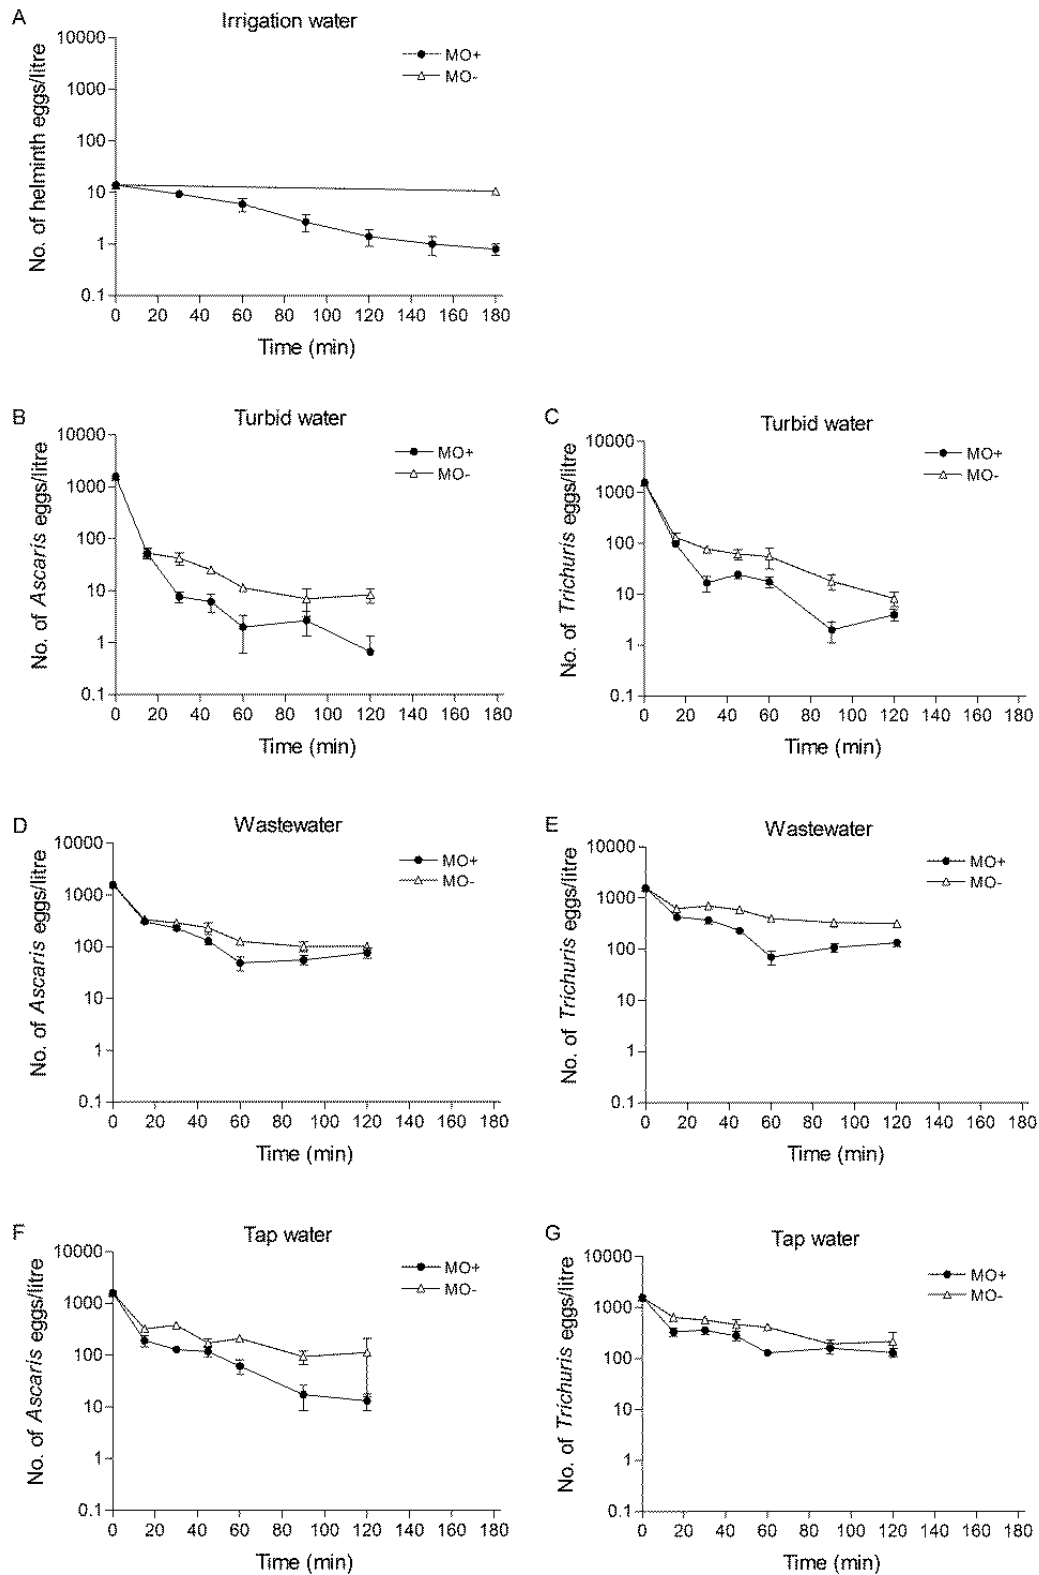 A
Irrigation water
MO+
MO-
No. of helminth eggs/litre
10000
1000
100
10
1
0.1
0 20 40 60 80 100 120 140 160 180
Time (min)
B
Turbid water
MO+
MO-
No. of Ascaris eggs/litre
10000
1000
100
10
1
0.1
0 20 40 60 80 100 120 140 160 180
Time (min)
C
Turbid water
MO+
MO-
No. of Trichuris eggs/litre
10000
1000
100
10
1
0.1
0 20 40 60 80 100 120 140 160 180
Time (min)
D
Wastewater
MO+
MO-
No. of Ascaris eggs/litre
10000
1000
100
10
1
0.1
0 20 40 60 80 100 120 140 160 180
Time (min)
E
Wastewater
MO+
MO-
No. of Trichuris eggs/litre
10000
1000
100
10
1
0.1
0 20 40 60 80 100 120 140 160 180
Time (min)
F
Tap water
MO+
MO-
No. of Ascaris eggs/litre
10000
1000
100
10
1
0.1
0 20 40 60 80 100 120 140 160 180
Time (min)
G
Tap water
MO+
MO-
No. of Trichuris eggs/litre
10000
1000
100
10
1
0.1
0 20 40 60 80 100 120 140 160 180
Time (min)